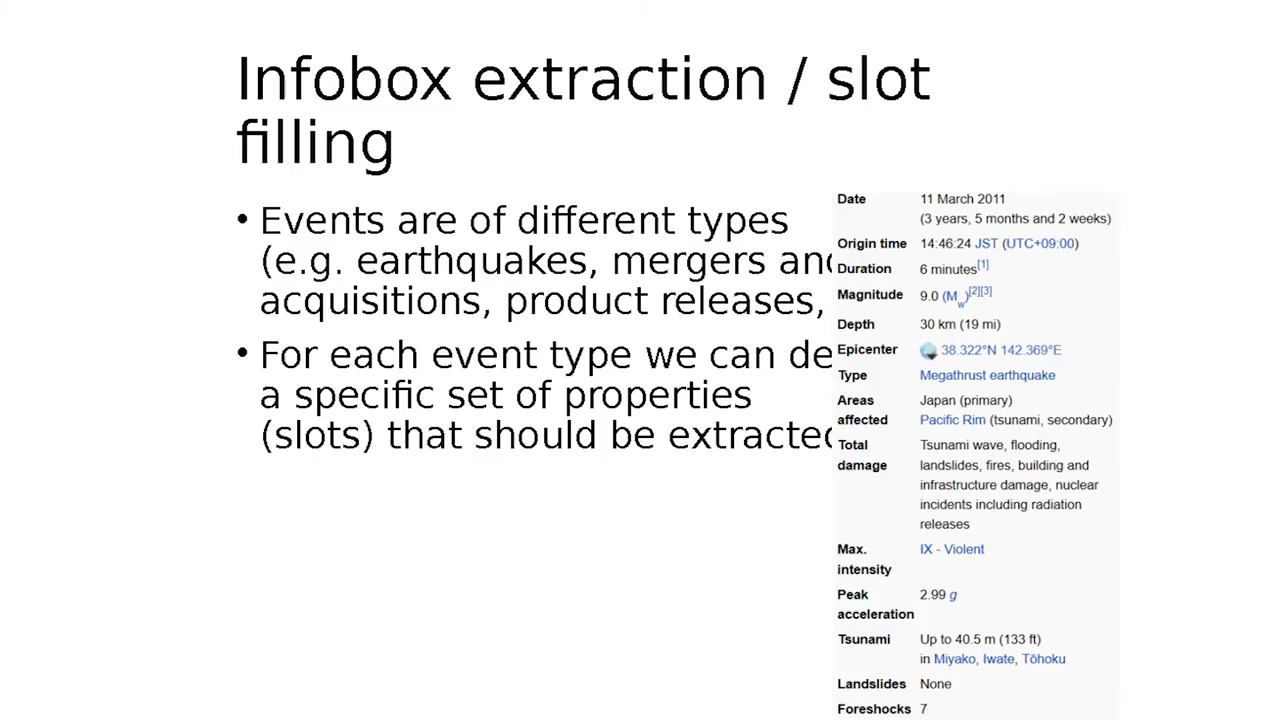 Infobox extraction / slot
filling
• Events are of different types
(e.g. earthquakes, mergers and
acquisitions, product releases,
• For each event type we can
a specific set of properties
(slots) that should be extracted
Date 11 March 2011
(3 years, 5 months and 2 weeks)
Origin time 14:46:24 JST (UTC+09:00)
Duration 6 minutes[1]
Magnitude 9.0 (Mw)[2][3]
Depth 30 km (19 mi)
Epicenter 38.322°N 142.369°E
Type Megathrust earthquake
Areas Japan (primary)
affected Pacific Rim (tsunami, secondary)
Total Tsunami wave, flooding,
damage landslides, fires, building and
infrastructure damage, nuclear
incidents including radiation
releases
Max. IX - Violent
intensity
Peak 2.99 g
acceleration
Tsunami Up to 40.5 m (133 ft)
in Miyako, Iwate, Tōhoku
Landslides None
Foreshocks 7